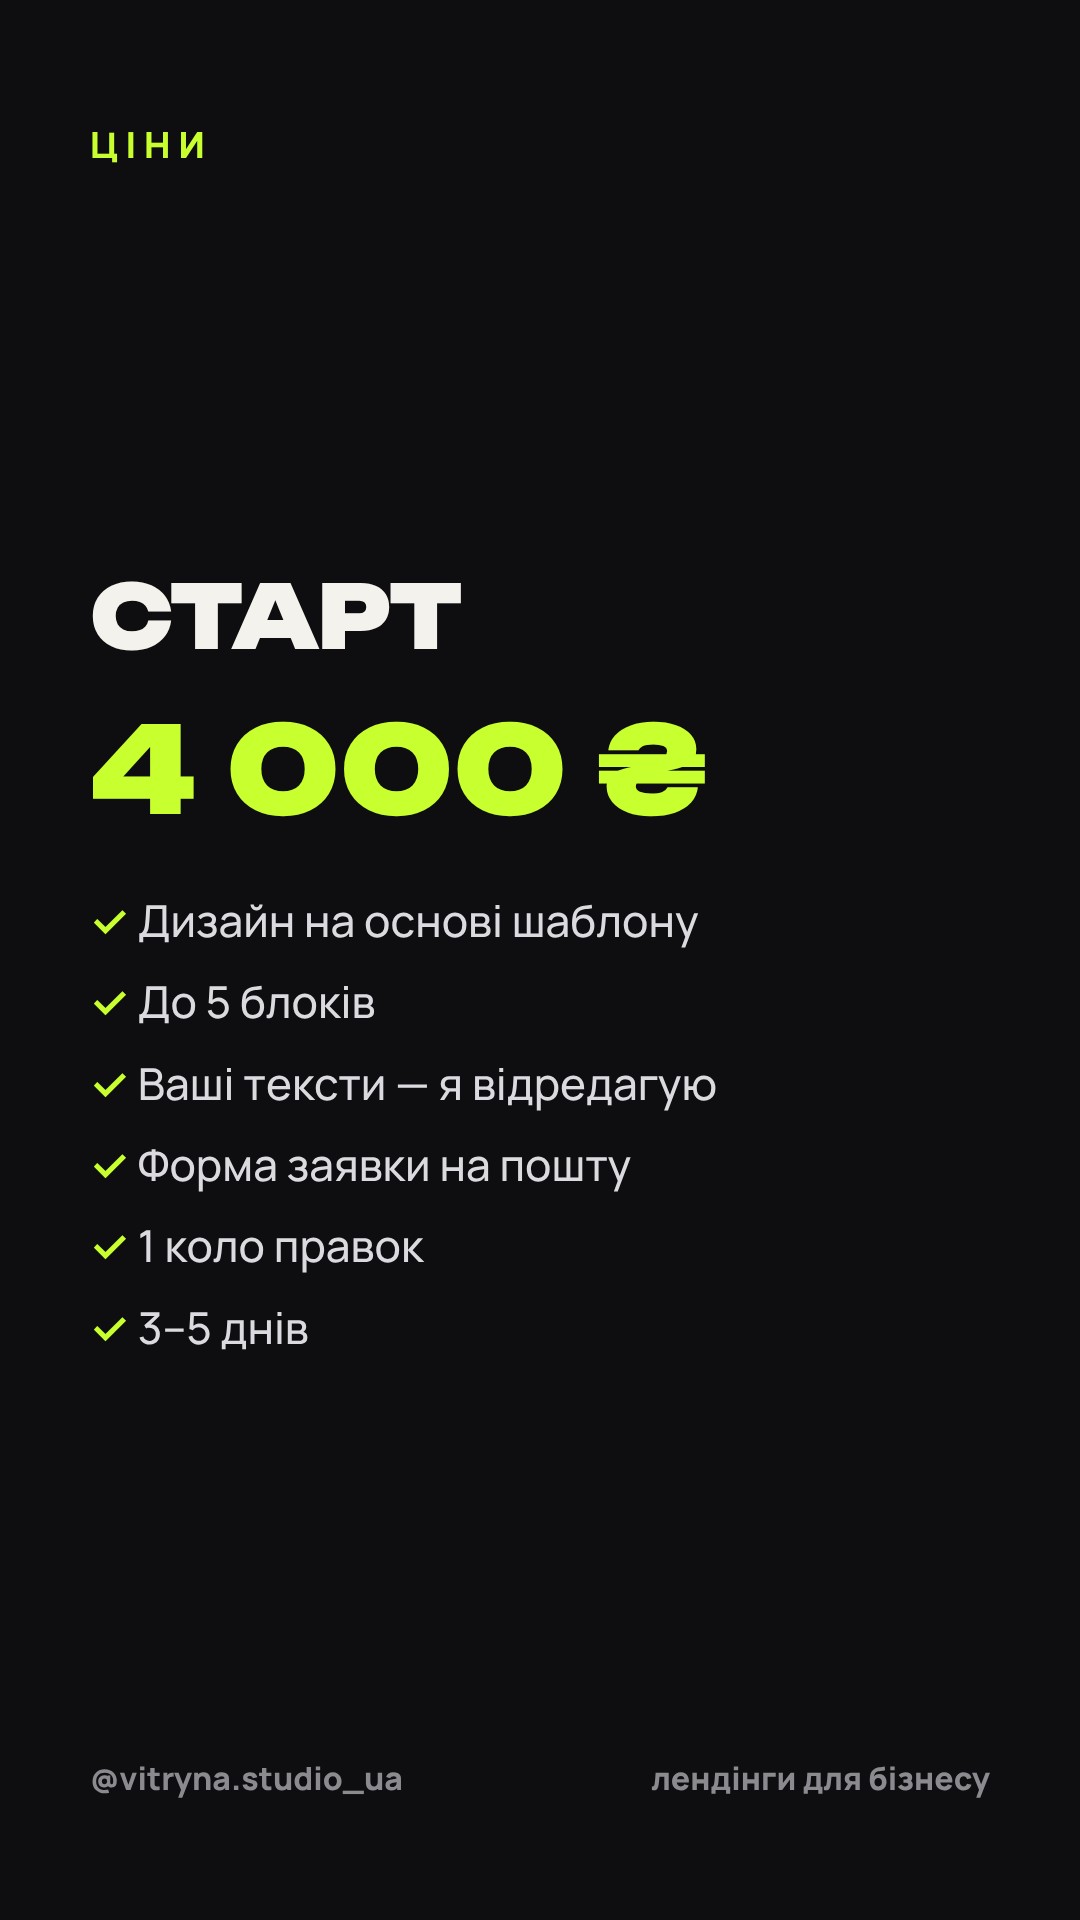 ЦІНИ
СТАРТ
4 000 ₴
✓ Дизайн на основі шаблону
✓ До 5 блоків
✓ Ваші тексти — я відредагую
✓ Форма заявки на пошту
✓ 1 коло правок
✓ 3–5 днів
@vitryna.studio_ua
лендінги для бізнесу